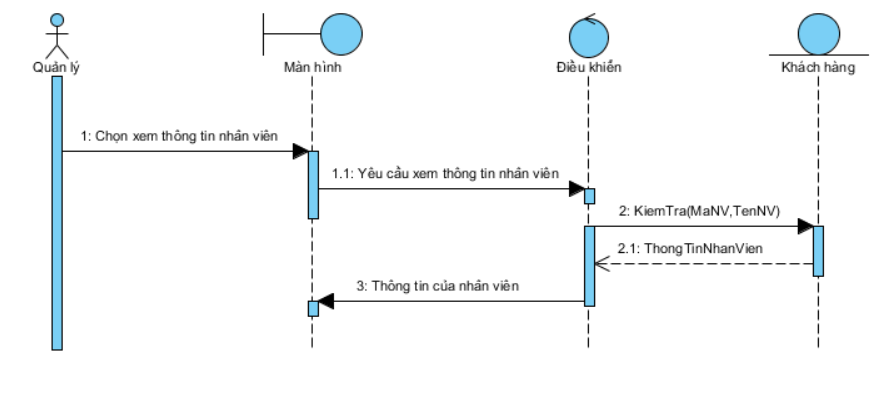 Quản lý
Màn hình
Điều khiển
Khách hàng
1: Chọn xem thông tin nhân viên
1.1: Yêu cầu xem thông tin nhân viên
2: KiemTra(MaNV,TenNV)
2.1: ThongTinNhanVien
3: Thông tin của nhân viên